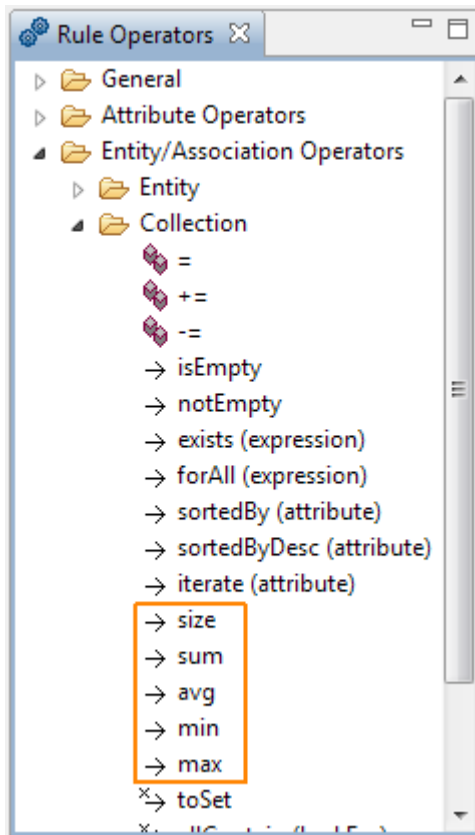 Rule Operators
General
Attribute Operators
Entity/Association Operators
Entity
Collection
=
+=
-=
isEmpty
notEmpty
exists (expression)
forAll (expression)
sortedBy (attribute)
sortedByDesc (attribute)
iterate (attribute)
size
sum
avg
min
max
toSet